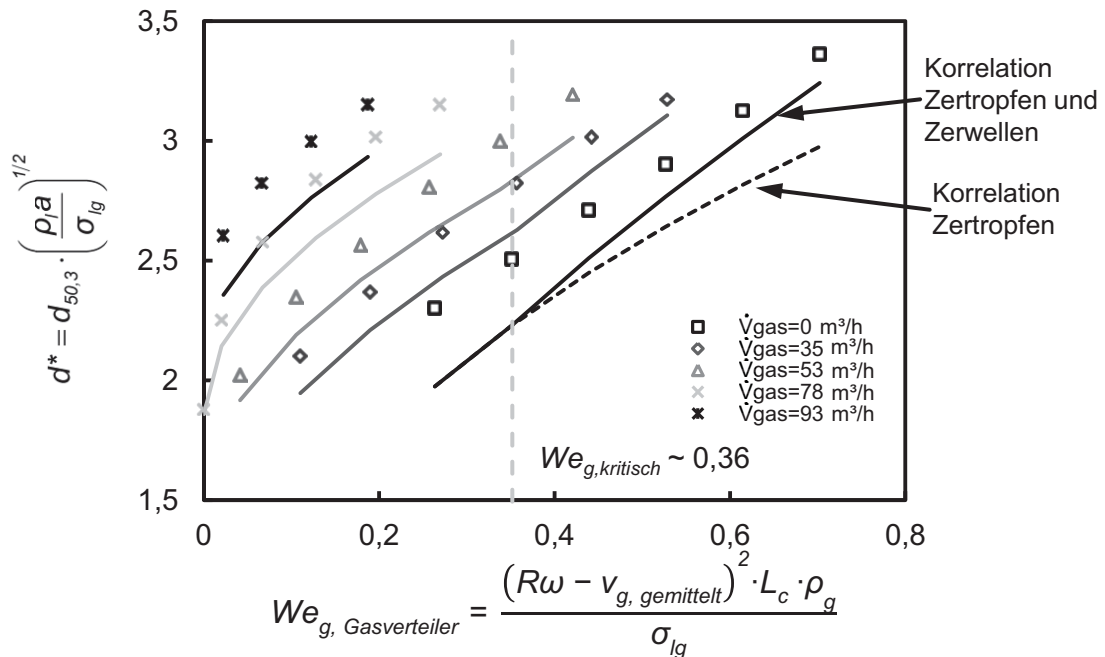 3,5
3
2,5
2
1,5
0
0,2
0,4
0,6
0,8
d* = d50,3 · (ρl a / σlg)^1/2
Korrelation
Zertropfen und
Zerwellen
Korrelation
Zertropfen
V̇gas=0 m³/h
V̇gas=35 m³/h
V̇gas=53 m³/h
V̇gas=78 m³/h
V̇gas=93 m³/h
Weg,kritisch ~ 0,36
Weg, Gasverteiler = (Rω − vg, gemittelt)² · Lc · ρg / σlg